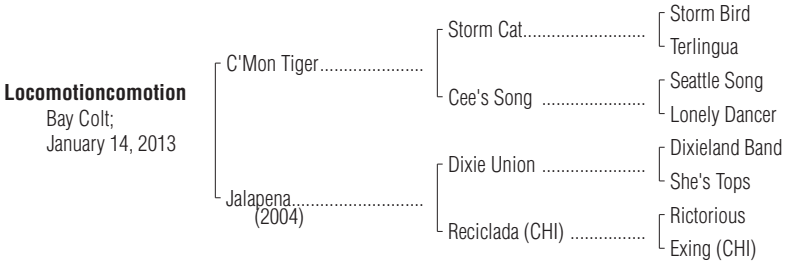 Locomotioncomotion
Bay Colt;
January 14, 2013
C'Mon Tiger......................
Jalapena............................
(2004)
Storm Cat..........................
Cee's Song ......................
Dixie Union ......................
Reciclada (CHI) ................
Storm Bird
Terlingua
Seattle Song
Lonely Dancer
Dixieland Band
She's Tops
Rictorious
Exing (CHI)